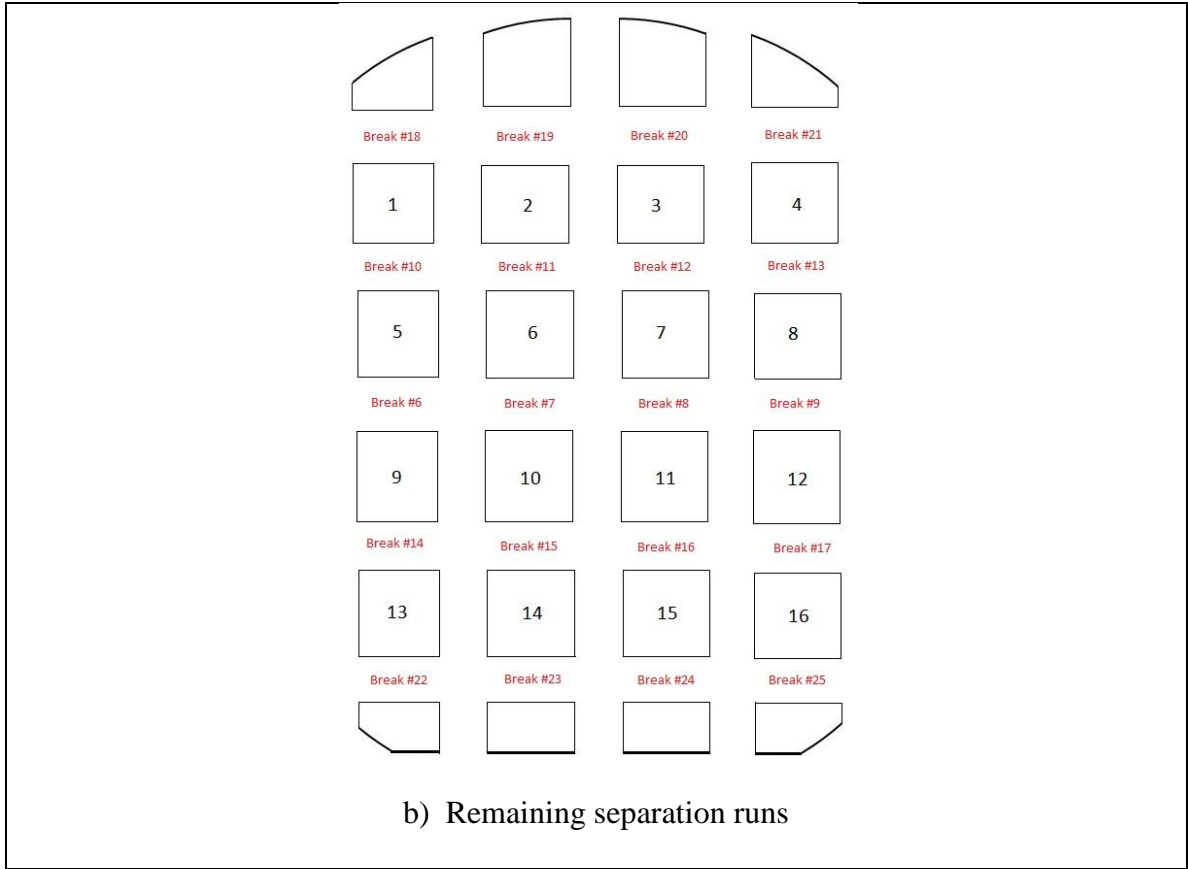 Break #18 Break #19 Break #20 Break #21
1 2 3 4
Break #10 Break #11 Break #12 Break #13
5 6 7 8
Break #6 Break #7 Break #8 Break #9
9 10 11 12
Break #14 Break #15 Break #16 Break #17
13 14 15 16
Break #22 Break #23 Break #24 Break #25
b) Remaining separation runs